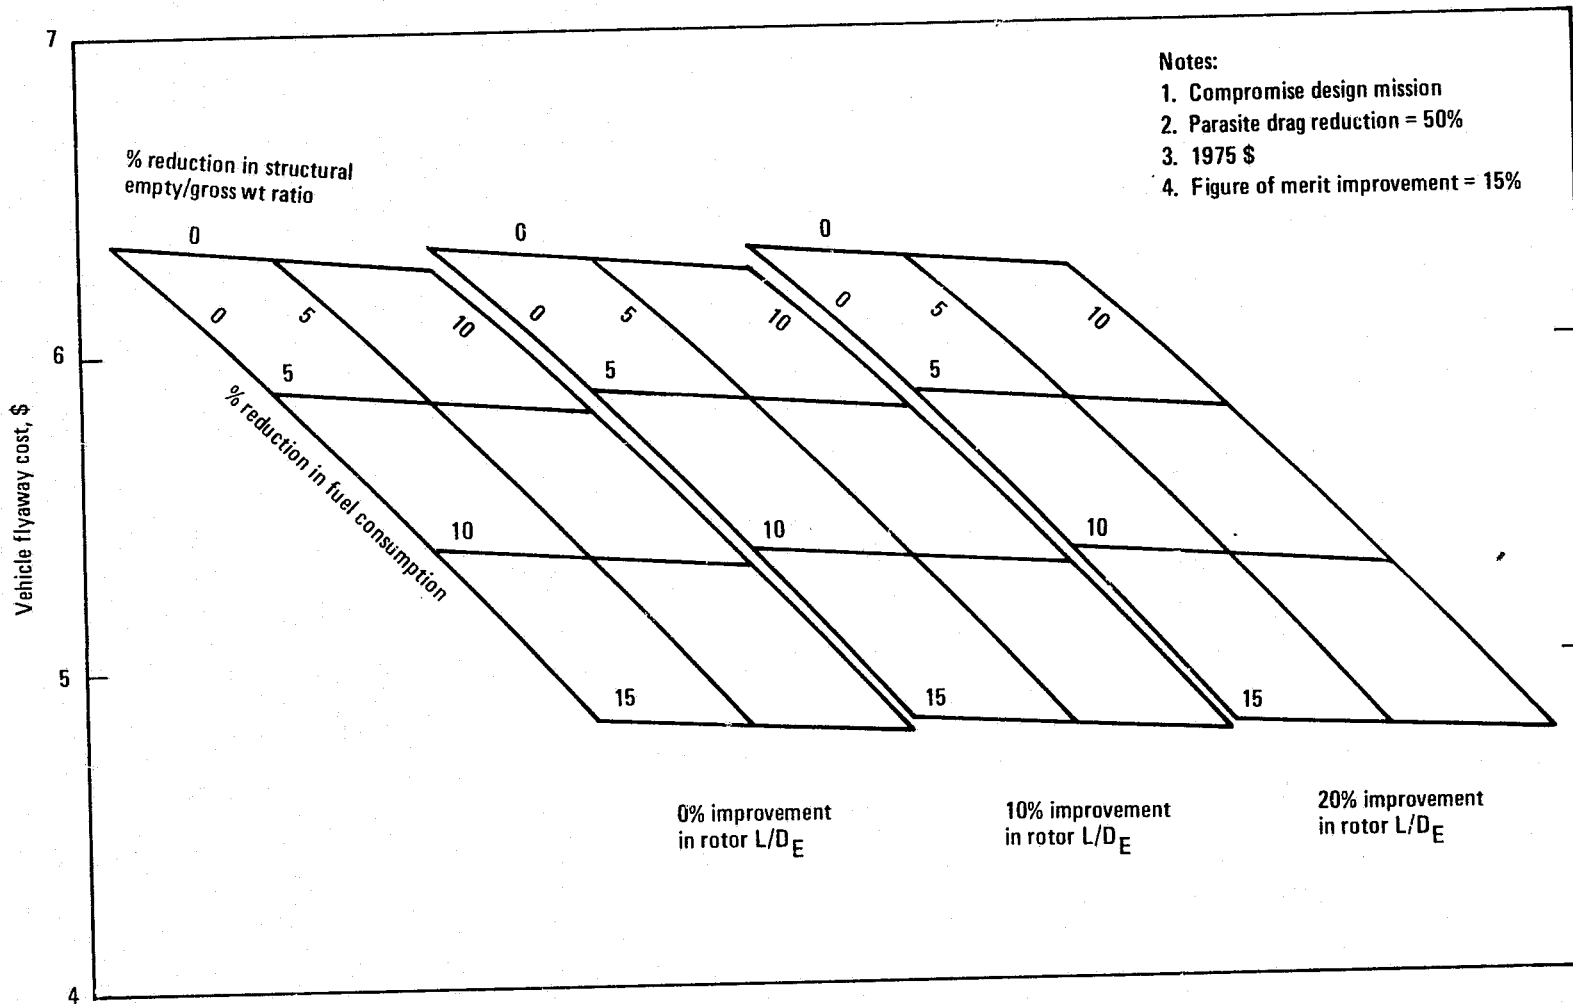 7
Notes:
1. Compromise design mission
2. Parasite drag reduction = 50%
3. 1975 $
4. Figure of merit improvement = 15%
% reduction in structural
empty/gross wt ratio
0
0
0
0
5
10
0
5
10
0
5
10
6
5
5
5
% reduction in fuel consumption
Vehicle flyaway cost, $
10
10
10
5
15
15
15
0% improvement
in rotor L/DE
10% improvement
in rotor L/DE
20% improvement
in rotor L/DE
4